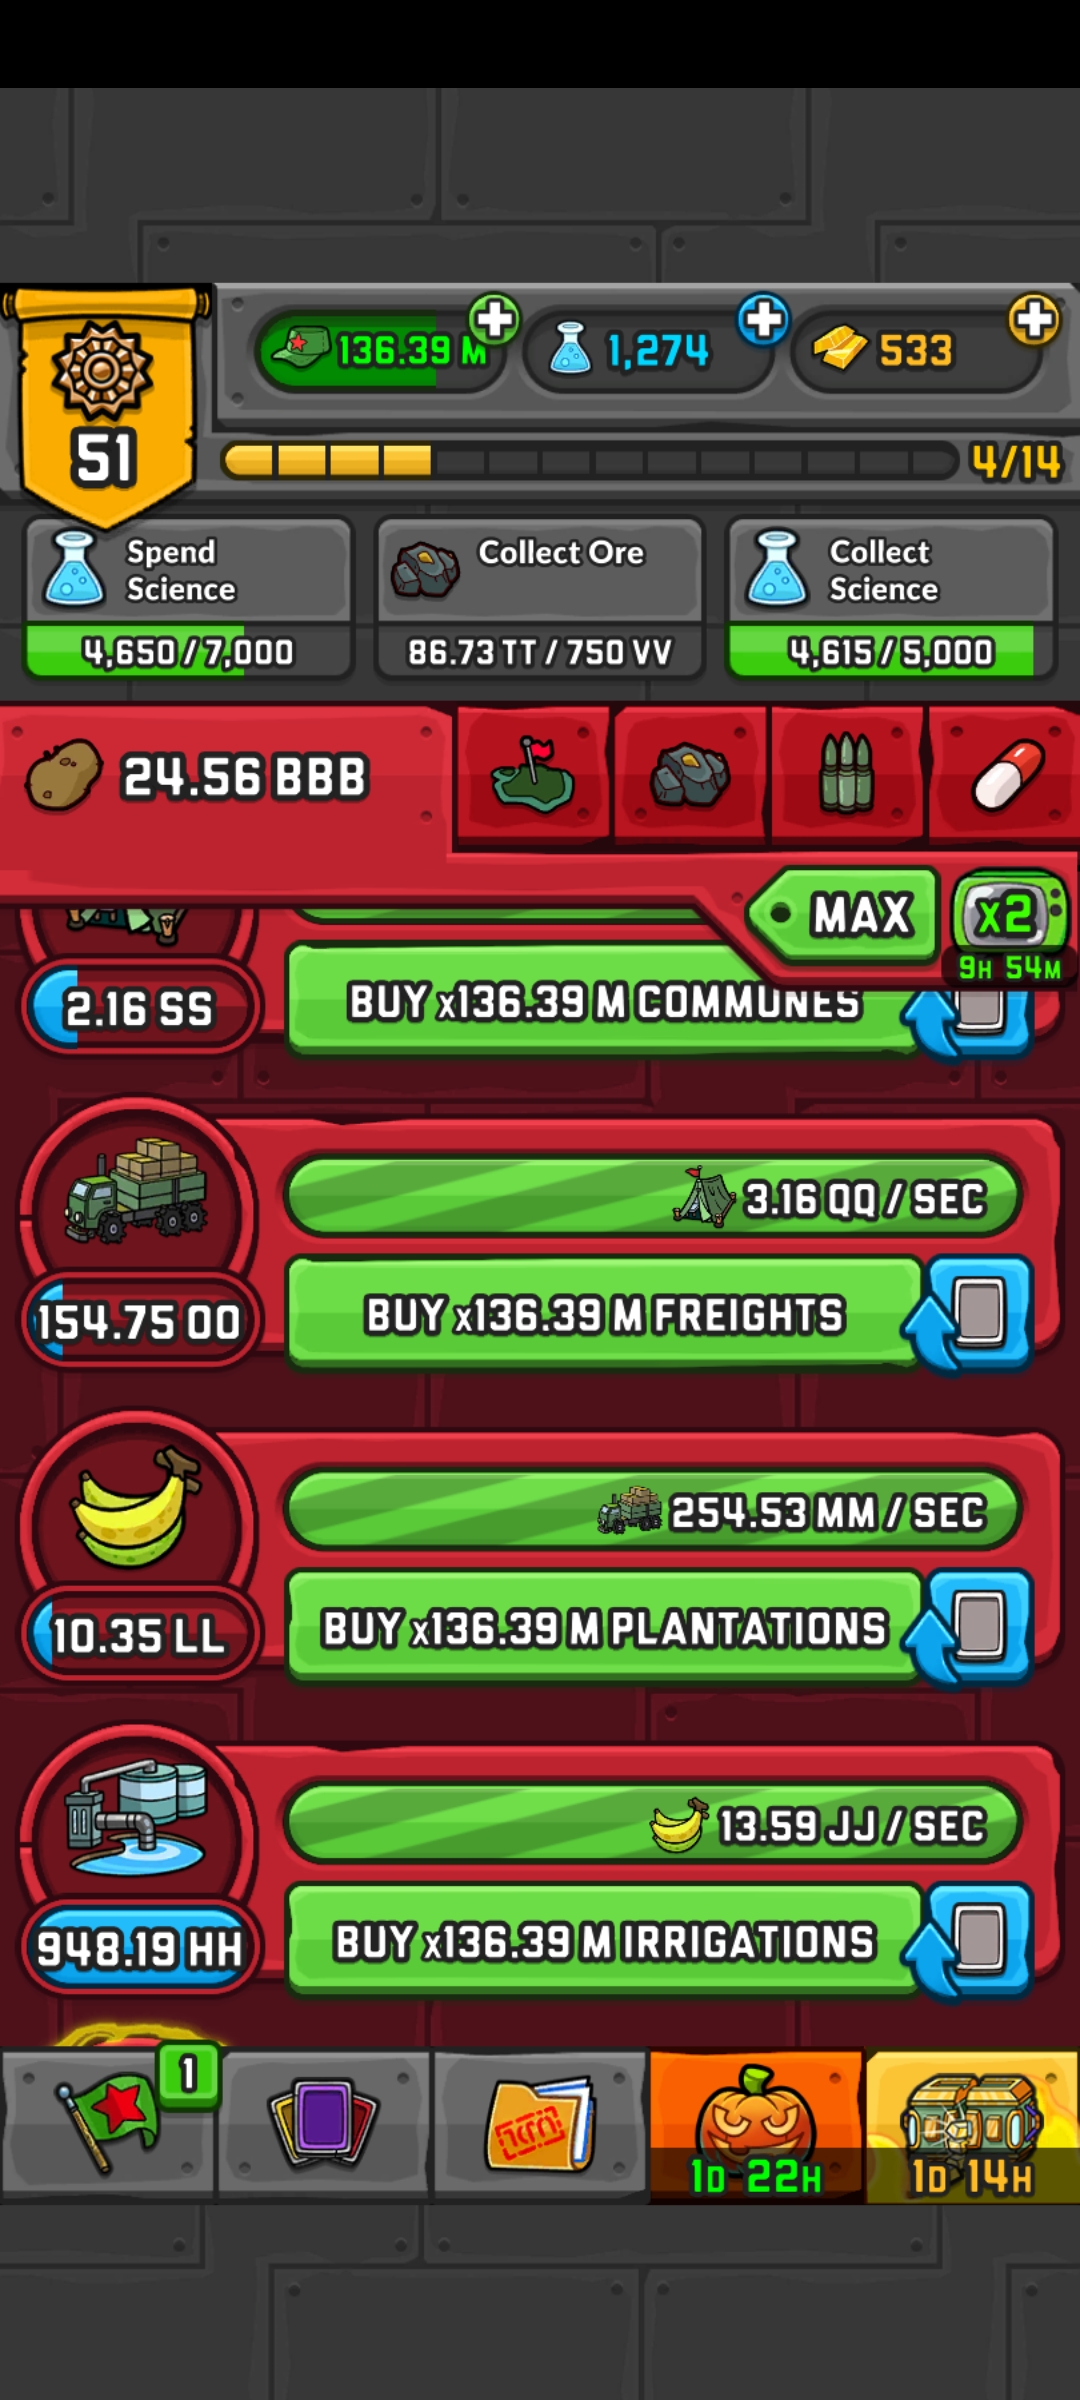 136.39 M
1,274
533
51
4/14
Spend
Science
4,650/7,000
Collect Ore
86.73 TT/750 VV
Collect
Science
4,615/5,000
24.56 BBB
MAX
x2
9H 54M
2.16 SS
BUY x136.39 M COMMUNES
3.16 QQ/SEC
154.75 OO
BUY x136.39 M FREIGHTS
254.53 MM/SEC
10.35 LL
BUY x136.39 M PLANTATIONS
13.59 JJ/SEC
948.19 HH
BUY x136.39 M IRRIGATIONS
1
1D 22H
1D 14H